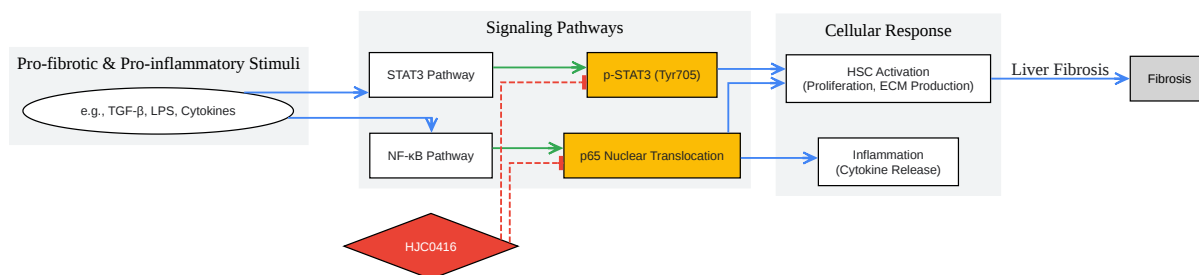 Pro-fibrotic & Pro-inflammatory Stimuli
e.g., TGF-β, LPS, Cytokines
Signaling Pathways
STAT3 Pathway
p-STAT3 (Tyr705)
NF-κB Pathway
p65 Nuclear Translocation
HJC0416
Cellular Response
HSC Activation
(Proliferation, ECM Production)
Inflammation
(Cytokine Release)
Liver Fibrosis
Fibrosis